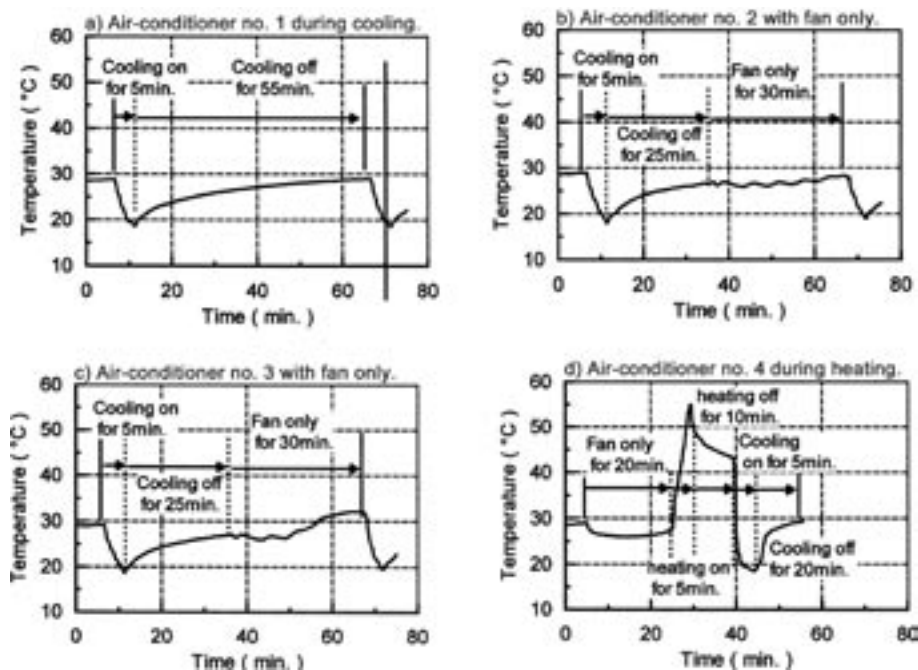 a) Air-conditioner no. 1 during cooling.
60
50
40
30
20
10
Temperature ( °C )
Cooling on
for 5min.
Cooling off
for 55min.
0 20 40 60 80
Time ( min. )
b) Air-conditioner no. 2 with fan only.
60
50
40
30
20
10
Temperature ( °C )
Cooling on
for 5min.
Fan only
for 30min.
Cooling off
for 25min.
0 20 40 60 80
Time ( min. )
c) Air-conditioner no. 3 with fan only.
60
50
40
30
20
10
Temperature ( °C )
Cooling on
for 5min.
Fan only
for 30min.
Cooling off
for 25min.
0 20 40 60 80
Time ( min. )
d) Air-conditioner no. 4 during heating.
60
50
40
30
20
10
Temperature ( °C )
heating off
for 10min.
Fan only
for 20min.
Cooling
on for 5min.
heating on
for 5min.
Cooling off
for 20min.
0 20 40 60 80
Time ( min. )